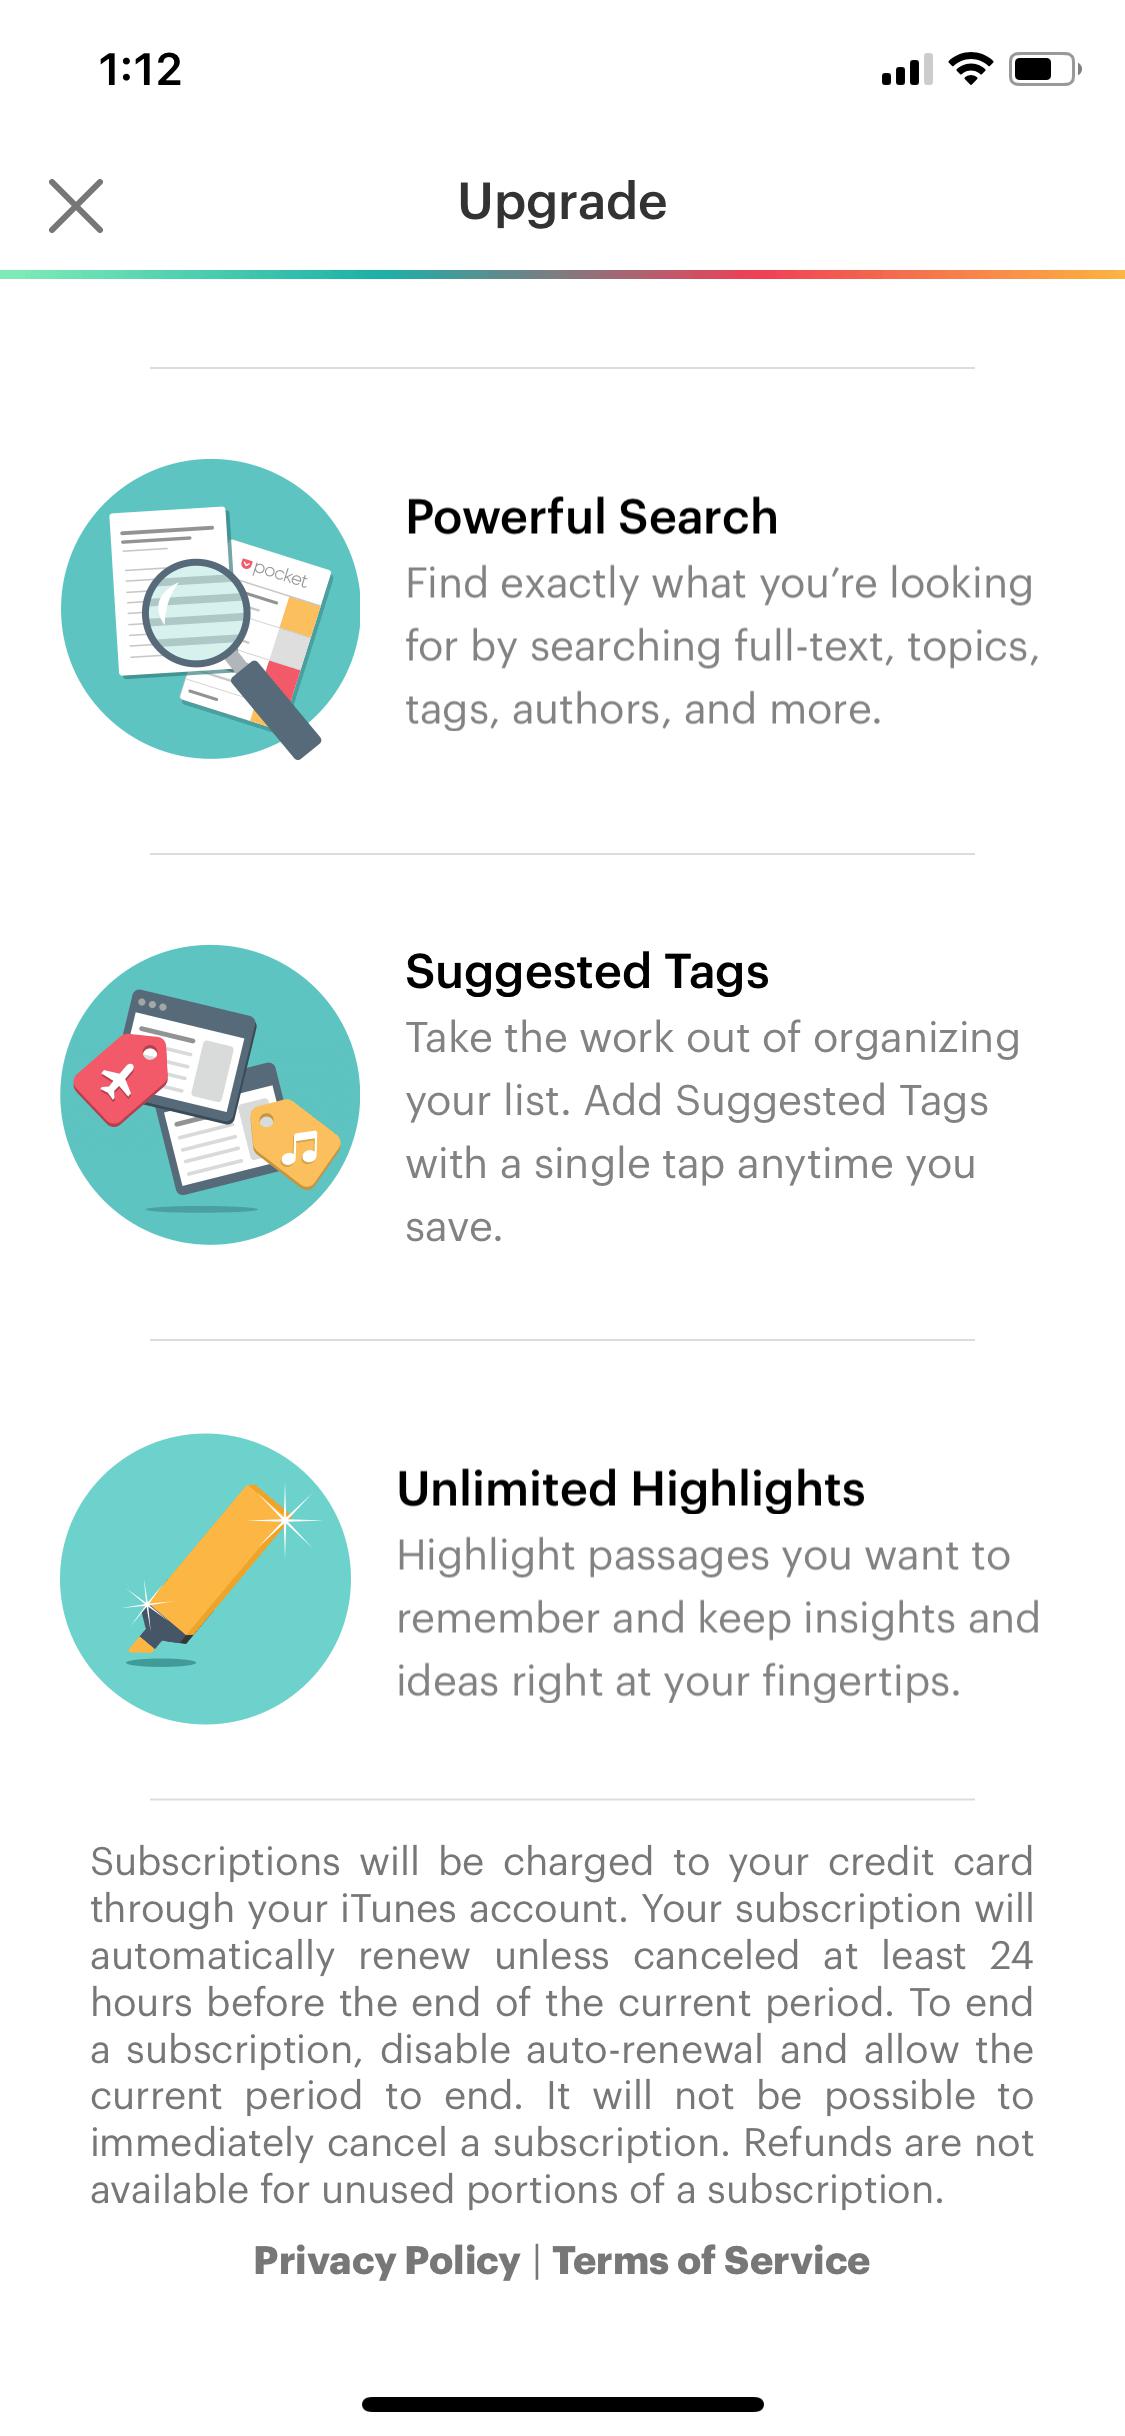 1:12
Upgrade
pocket
Powerful Search
Find exactly what you’re looking
for by searching full-text, topics,
tags, authors, and more.
Suggested Tags
Take the work out of organizing
your list. Add Suggested Tags
with a single tap anytime you
save.
Unlimited Highlights
Highlight passages you want to
remember and keep insights and
ideas right at your fingertips.
Subscriptions will be charged to your credit card
through your iTunes account. Your subscription will
automatically renew unless canceled at least 24
hours before the end of the current period. To end
a subscription, disable auto-renewal and allow the
current period to end. It will not be possible to
immediately cancel a subscription. Refunds are not
available for unused portions of a subscription.
Privacy Policy | Terms of Service